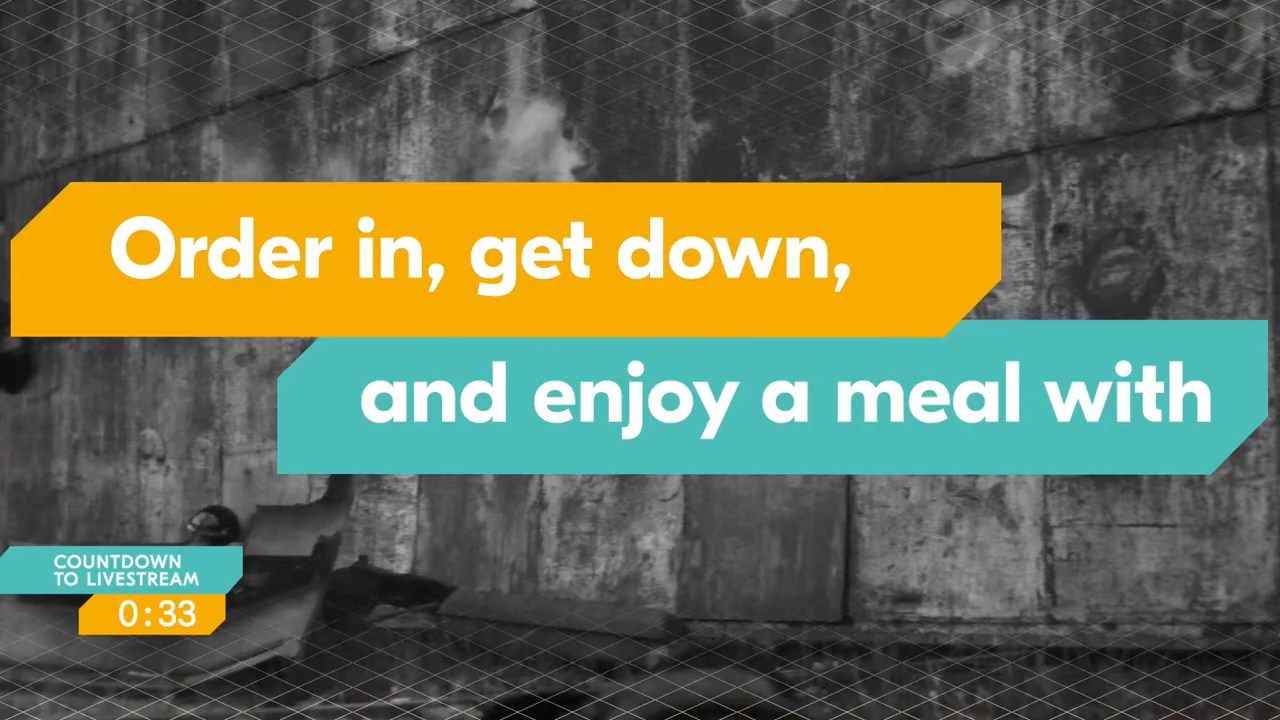 Order in, get down,
and enjoy a meal with
COUNTDOWN
TO LIVESTREAM
0:33